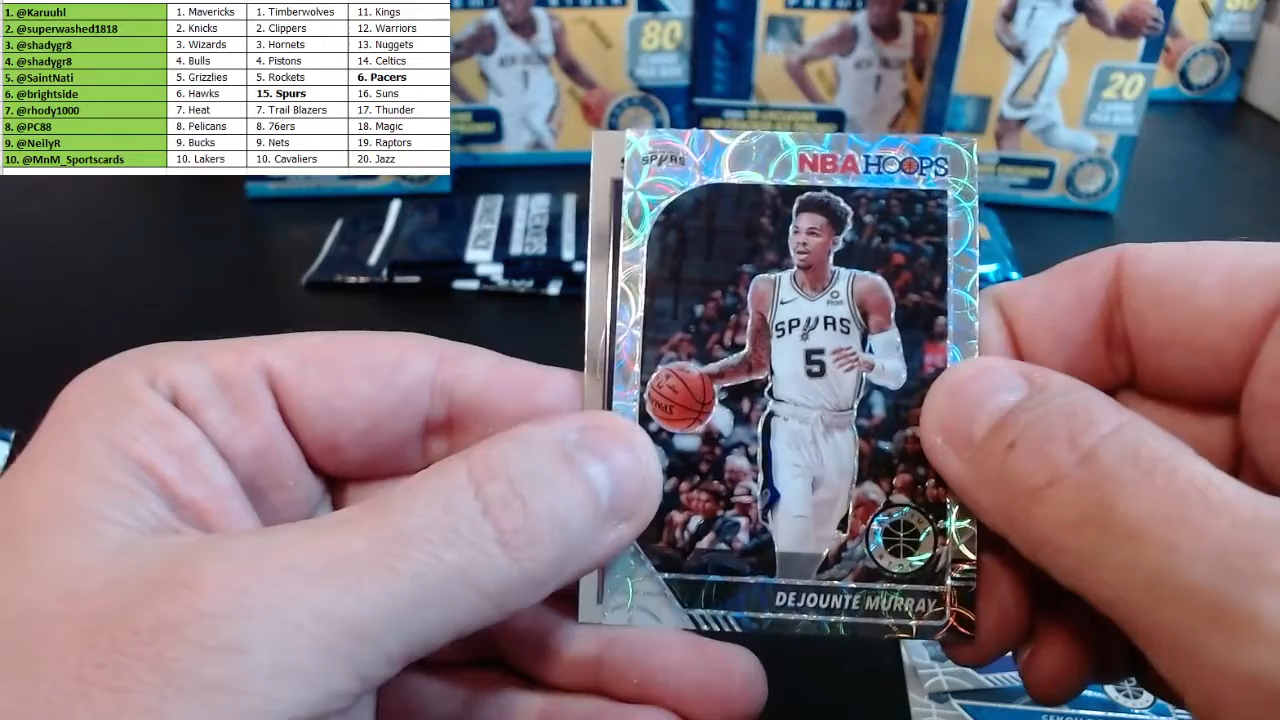 1. @Karuuhl 1. Mavericks 1. Timberwolves 11. Kings
2. @superwashed1818 2. Knicks 2. Clippers 12. Warriors
3. @shadygr8 3. Wizards 3. Hornets 13. Nuggets
4. @shadygr8 4. Bulls 4. Pistons 14. Celtics
5. @SaintNati 5. Grizzlies 5. Rockets 6. Pacers
6. @brightside 6. Hawks 15. Spurs 16. Suns
7. @rhody1000 7. Heat 7. Trail Blazers 17. Thunder
8. @PC88 8. Pelicans 8. 76ers 18. Magic
9. @NeilyR 9. Bucks 9. Nets 19. Raptors
10. @MnM_Sportscards 10. Lakers 10. Cavaliers 20. Jazz
80
20
SPURS
NBA HOOPS
SPURS
5
DEJOUNTE MURRAY